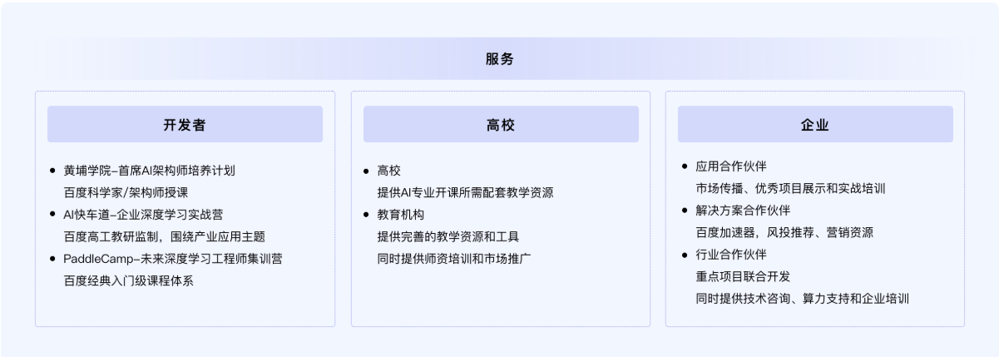 服务
开发者
黄埔学院-首席AI架构师培养计划
百度科学家/架构师授课
AI快车道-企业深度学习实战营
百度高工教研监制，围绕产业应用主题
PaddleCamp-未来深度学习工程师集训营
百度经典入门级课程体系
高校
高校
提供AI专业开课所需配套教学资源
教育机构
提供完善的教学资源和工具
同时提供师资培训和市场推广
企业
应用合作伙伴
市场传播、优秀项目展示和实战培训
解决方案合作伙伴
百度加速器，风投推荐、营销资源
行业合作伙伴
重点项目联合开发
同时提供技术咨询、算力支持和企业培训